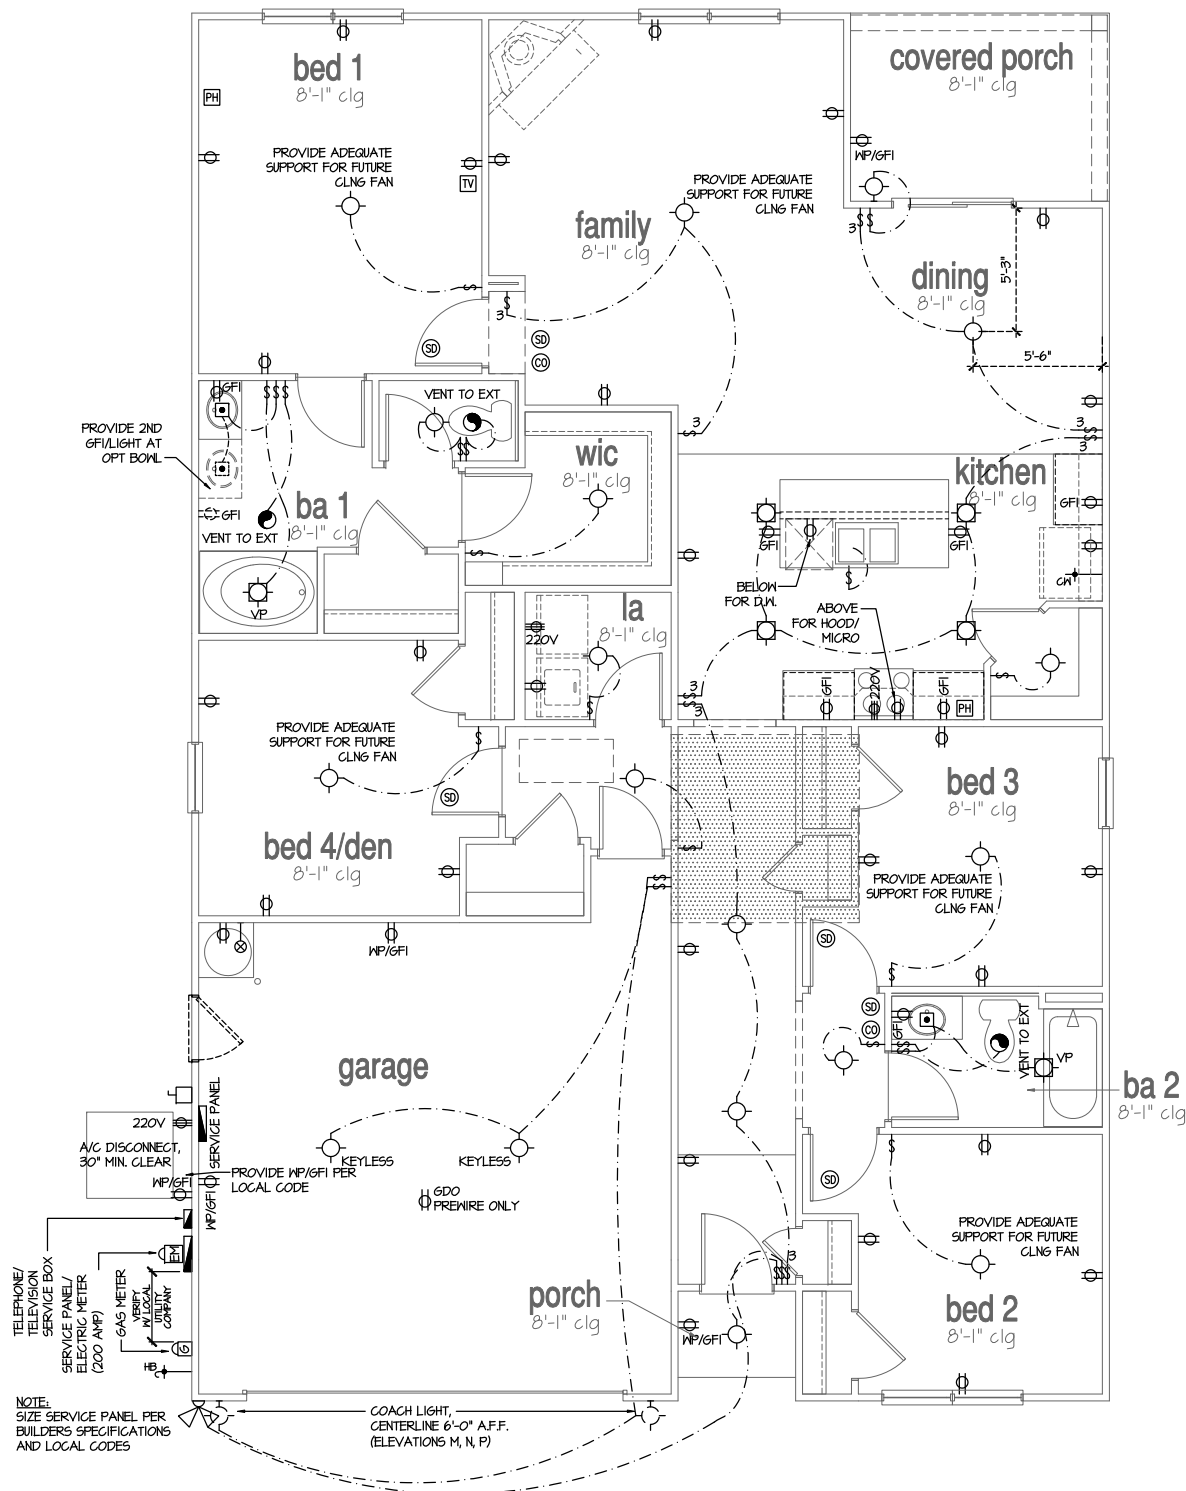 bed 1
8'-1" clg
covered porch
8'-1" clg
PH
PROVIDE ADEQUATE
SUPPORT FOR FUTURE
CLNG FAN
TV
WP/GFI
PROVIDE ADEQUATE
SUPPORT FOR FUTURE
CLNG FAN
family
8'-1" clg
3
dining
8'-1" clg
5'-3"
5'-6"
3
SD
SD
CO
GFI
VENT TO EXT
PROVIDE 2ND
GFI/LIGHT AT
OPT BOWL
3
3
3
wic
8'-1" clg
kitchen
8'-1" clg
ba 1
8'-1" clg
GFI
VENT TO EXT
VP
GFI
GFI
GFI
BELOW
FOR D.W.
CW
la
8'-1" clg
220V
ABOVE
FOR HOOD/
MICRO
GFI
220V
GFI
PH
3
3
PROVIDE ADEQUATE
SUPPORT FOR FUTURE
CLNG FAN
SD
bed 4/den
8'-1" clg
bed 3
8'-1" clg
PROVIDE ADEQUATE
SUPPORT FOR FUTURE
CLNG FAN
WP/GFI
SD
SD
CO
GFI
VENT TO EXT
VP
garage
ba 2
8'-1" clg
220V
SERVICE PANEL
A/C DISCONNECT,
30" MIN. CLEAR
WP/GFI
WP/GFI
PROVIDE WP/GFI PER
LOCAL CODE
KEYLESS
KEYLESS
GDO
PREWIRE ONLY
SD
PROVIDE ADEQUATE
SUPPORT FOR FUTURE
CLNG FAN
3
TELEPHONE/
TELEVISION
SERVICE BOX
SERVICE PANEL/
ELECTRIC METER
(200 AMP)
GAS METER
VERIFY
W/ LOCAL
UTILITY
COMPANY
EM
G
HB
porch
8'-1" clg
WP/GFI
bed 2
8'-1" clg
NOTE:
SIZE SERVICE PANEL PER
BUILDERS SPECIFICATIONS
AND LOCAL CODES
COACH LIGHT,
CENTERLINE 6'-0" A.F.F.
(ELEVATIONS M, N, P)